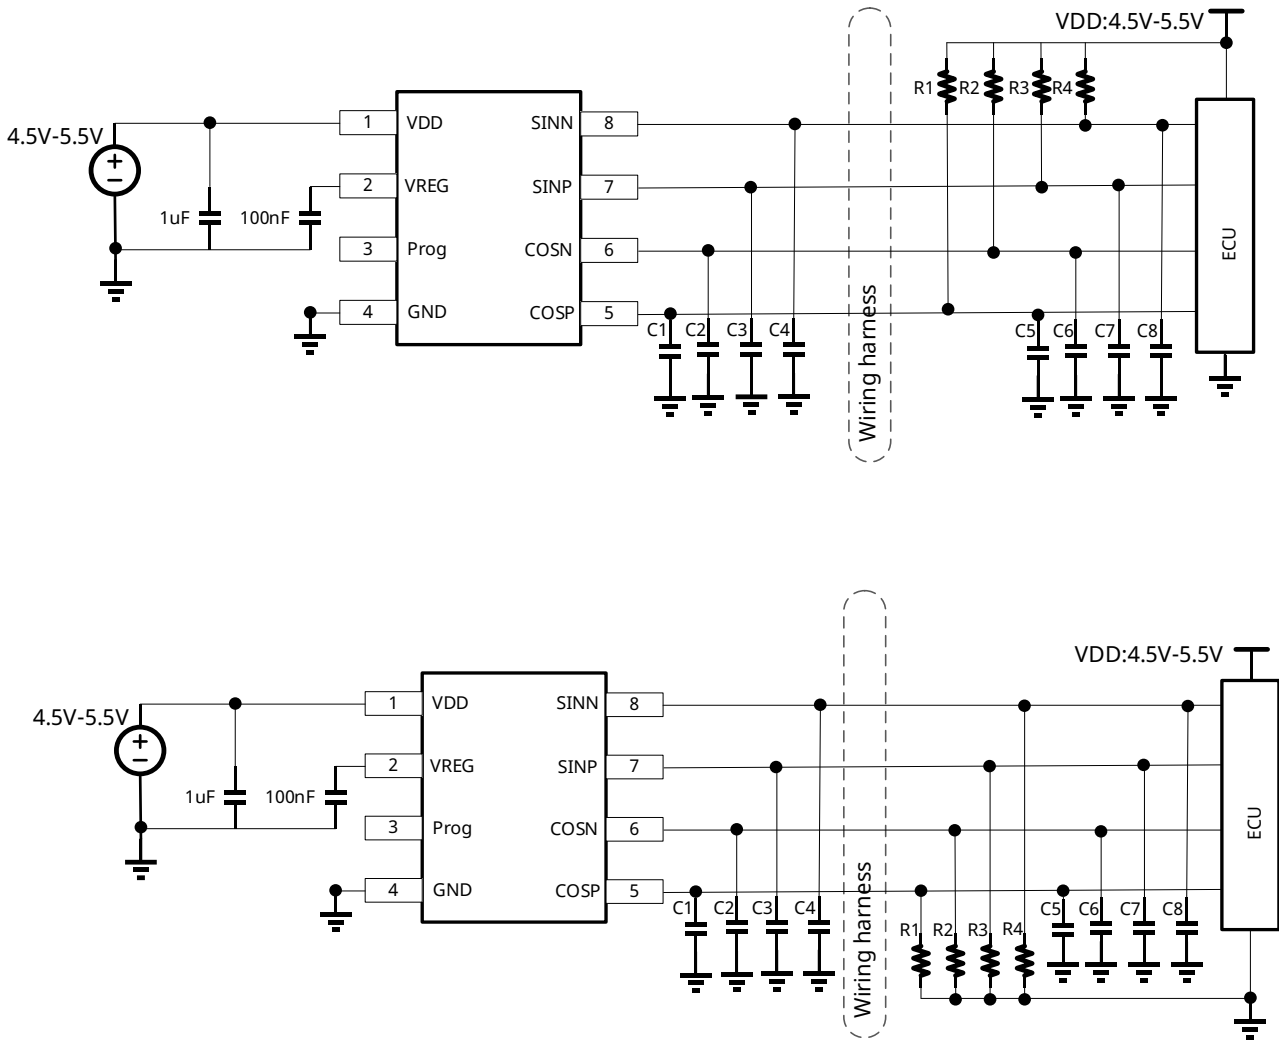 VDD:4.5V-5.5V
R1 R2 R3 R4
4.5V-5.5V
1 VDD SINN 8
2 VREG SINP 7
1uF 100nF
3 Prog COSN 6
4 GND COSP 5
C1 C2 C3 C4
Wiring harness
C5 C6 C7 C8
ECU
VDD:4.5V-5.5V
4.5V-5.5V
1 VDD SINN 8
2 VREG SINP 7
1uF 100nF
3 Prog COSN 6
4 GND COSP 5
C1 C2 C3 C4
Wiring harness
R1 R2 R3 R4
C5 C6 C7 C8
ECU